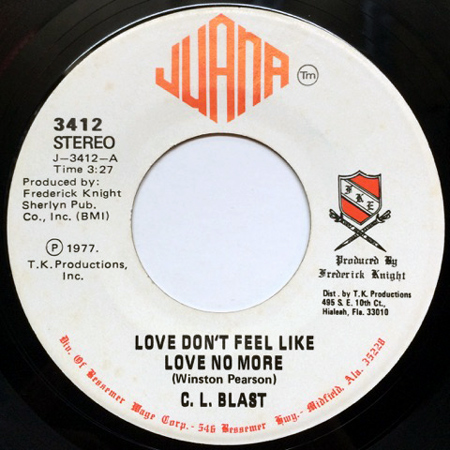 JUANA
Tm
3412
STEREO
J-3412-A
Time 3:27
Produced by:
Frederick Knight
Sherlyn Pub.
Co., Inc. (BMI)
Ⓟ 1977.
T.K. Productions,
Inc.
FKE
Produced By
Frederick Knight
Dist. by T.K. Productions
495 S.E. 10th Ct.,
Hialeah, Fla. 33010
LOVE DON'T FEEL LIKE
LOVE NO MORE
(Winston Pearson)
C. L. BLAST
Div. Of Bessemer Wage Corp. - 546 Bessemer Hwy. - Midfield, Ala. 35228